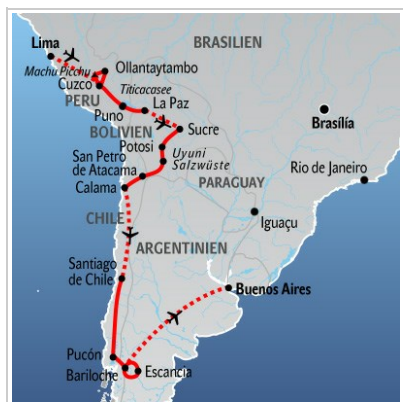 Lima
BRASILIEN
Machu Picchu
Ollantaytambo
Cuzco
Titicacasee
PERU
La Paz
Puno
Brasília
BOLIVIEN
Sucre
Potosi
Uyuni
Salzwüste
San Petro
de Atacama
Rio de Janeiro
PARAGUAY
Calama
CHILE
Iguaçu
ARGENTINIEN
Santiago
de Chile
Buenos Aires
Pucón
Bariloche
Escancia